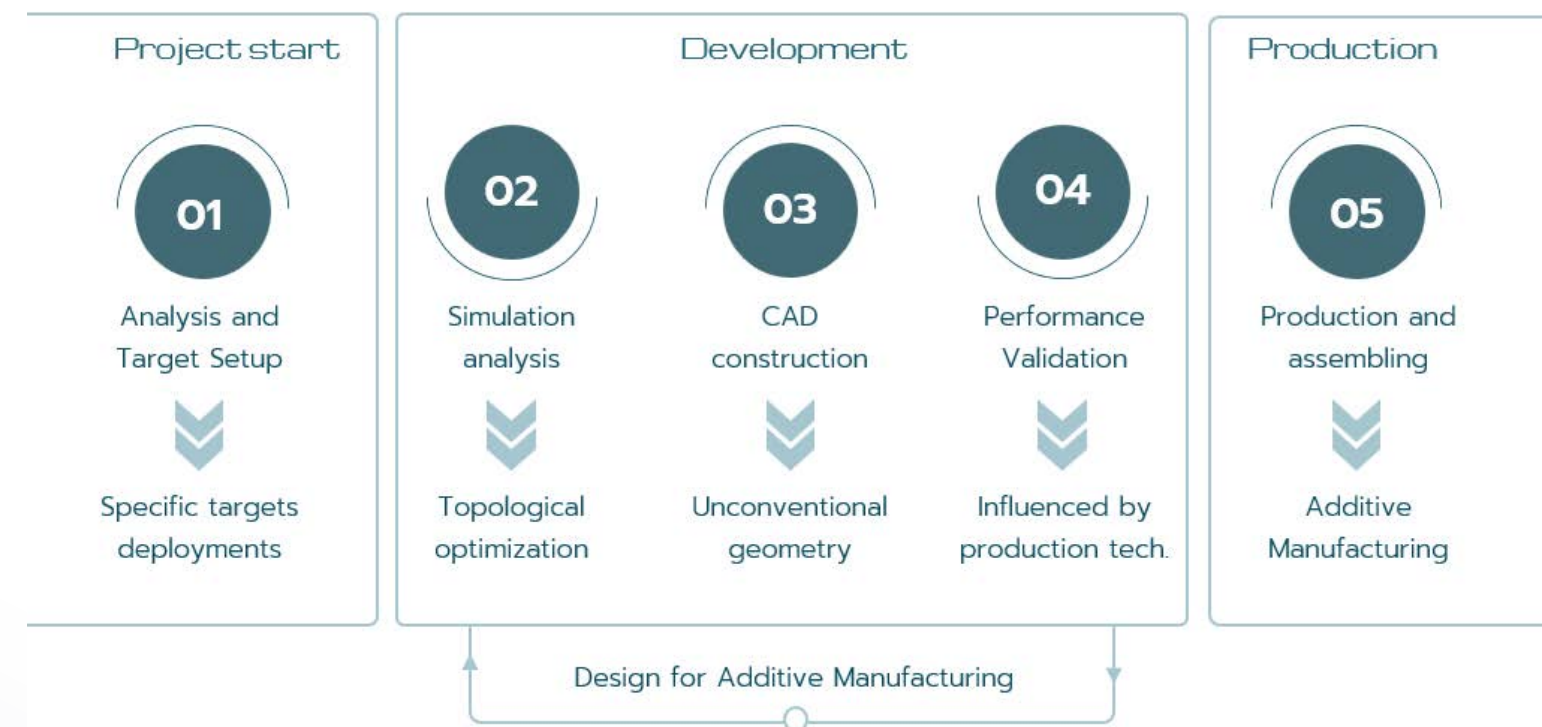 Project start
Development
Production
01
02
03
04
05
Analysis and
Target Setup
Simulation
analysis
CAD
construction
Performance
Validation
Production and
assembling
Specific targets
deployments
Topological
optimization
Unconventional
geometry
Influenced by
production tech.
Additive
Manufacturing
Design for Additive Manufacturing